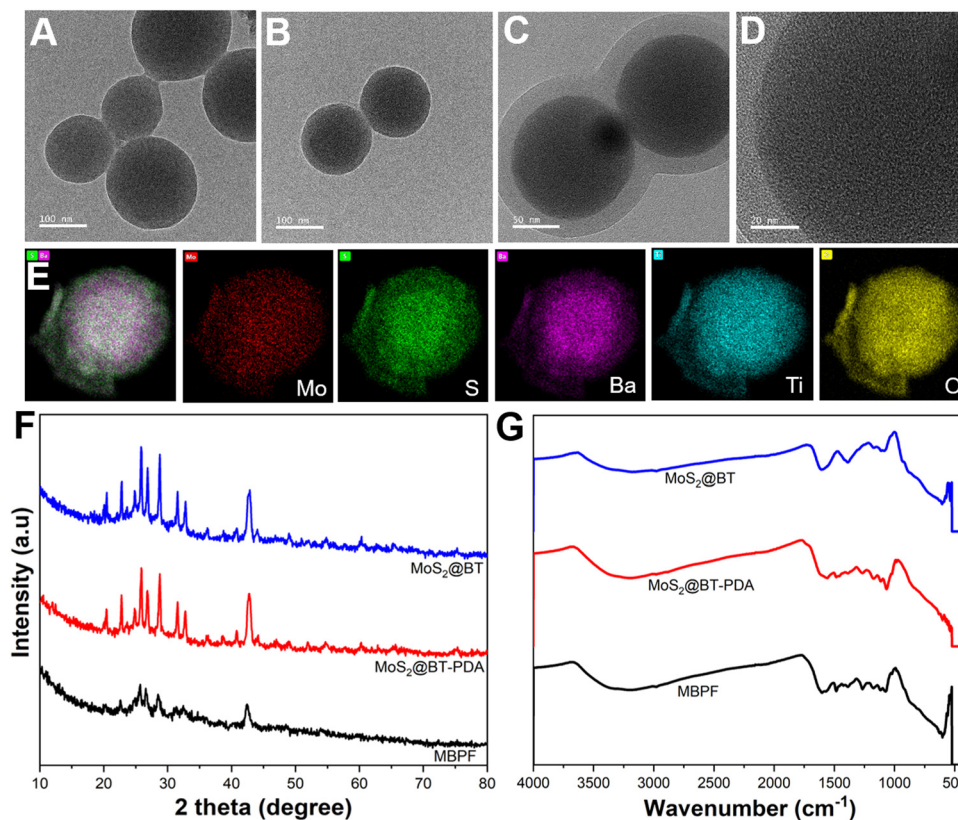 A
B
C
D
100 nm
100 nm
50 nm
20 nm
E
S Ba
Mo
S
Ba
Mo
S
Ba
Ti
O
F
G
MoS₂@BT
MoS₂@BT-PDA
MBPF
Intensity (a.u)
10 20 30 40 50 60 70 80
2 theta (degree)
MoS₂@BT
MoS₂@BT-PDA
MBPF
4000 3500 3000 2500 2000 1500 1000 500
Wavenumber (cm⁻¹)